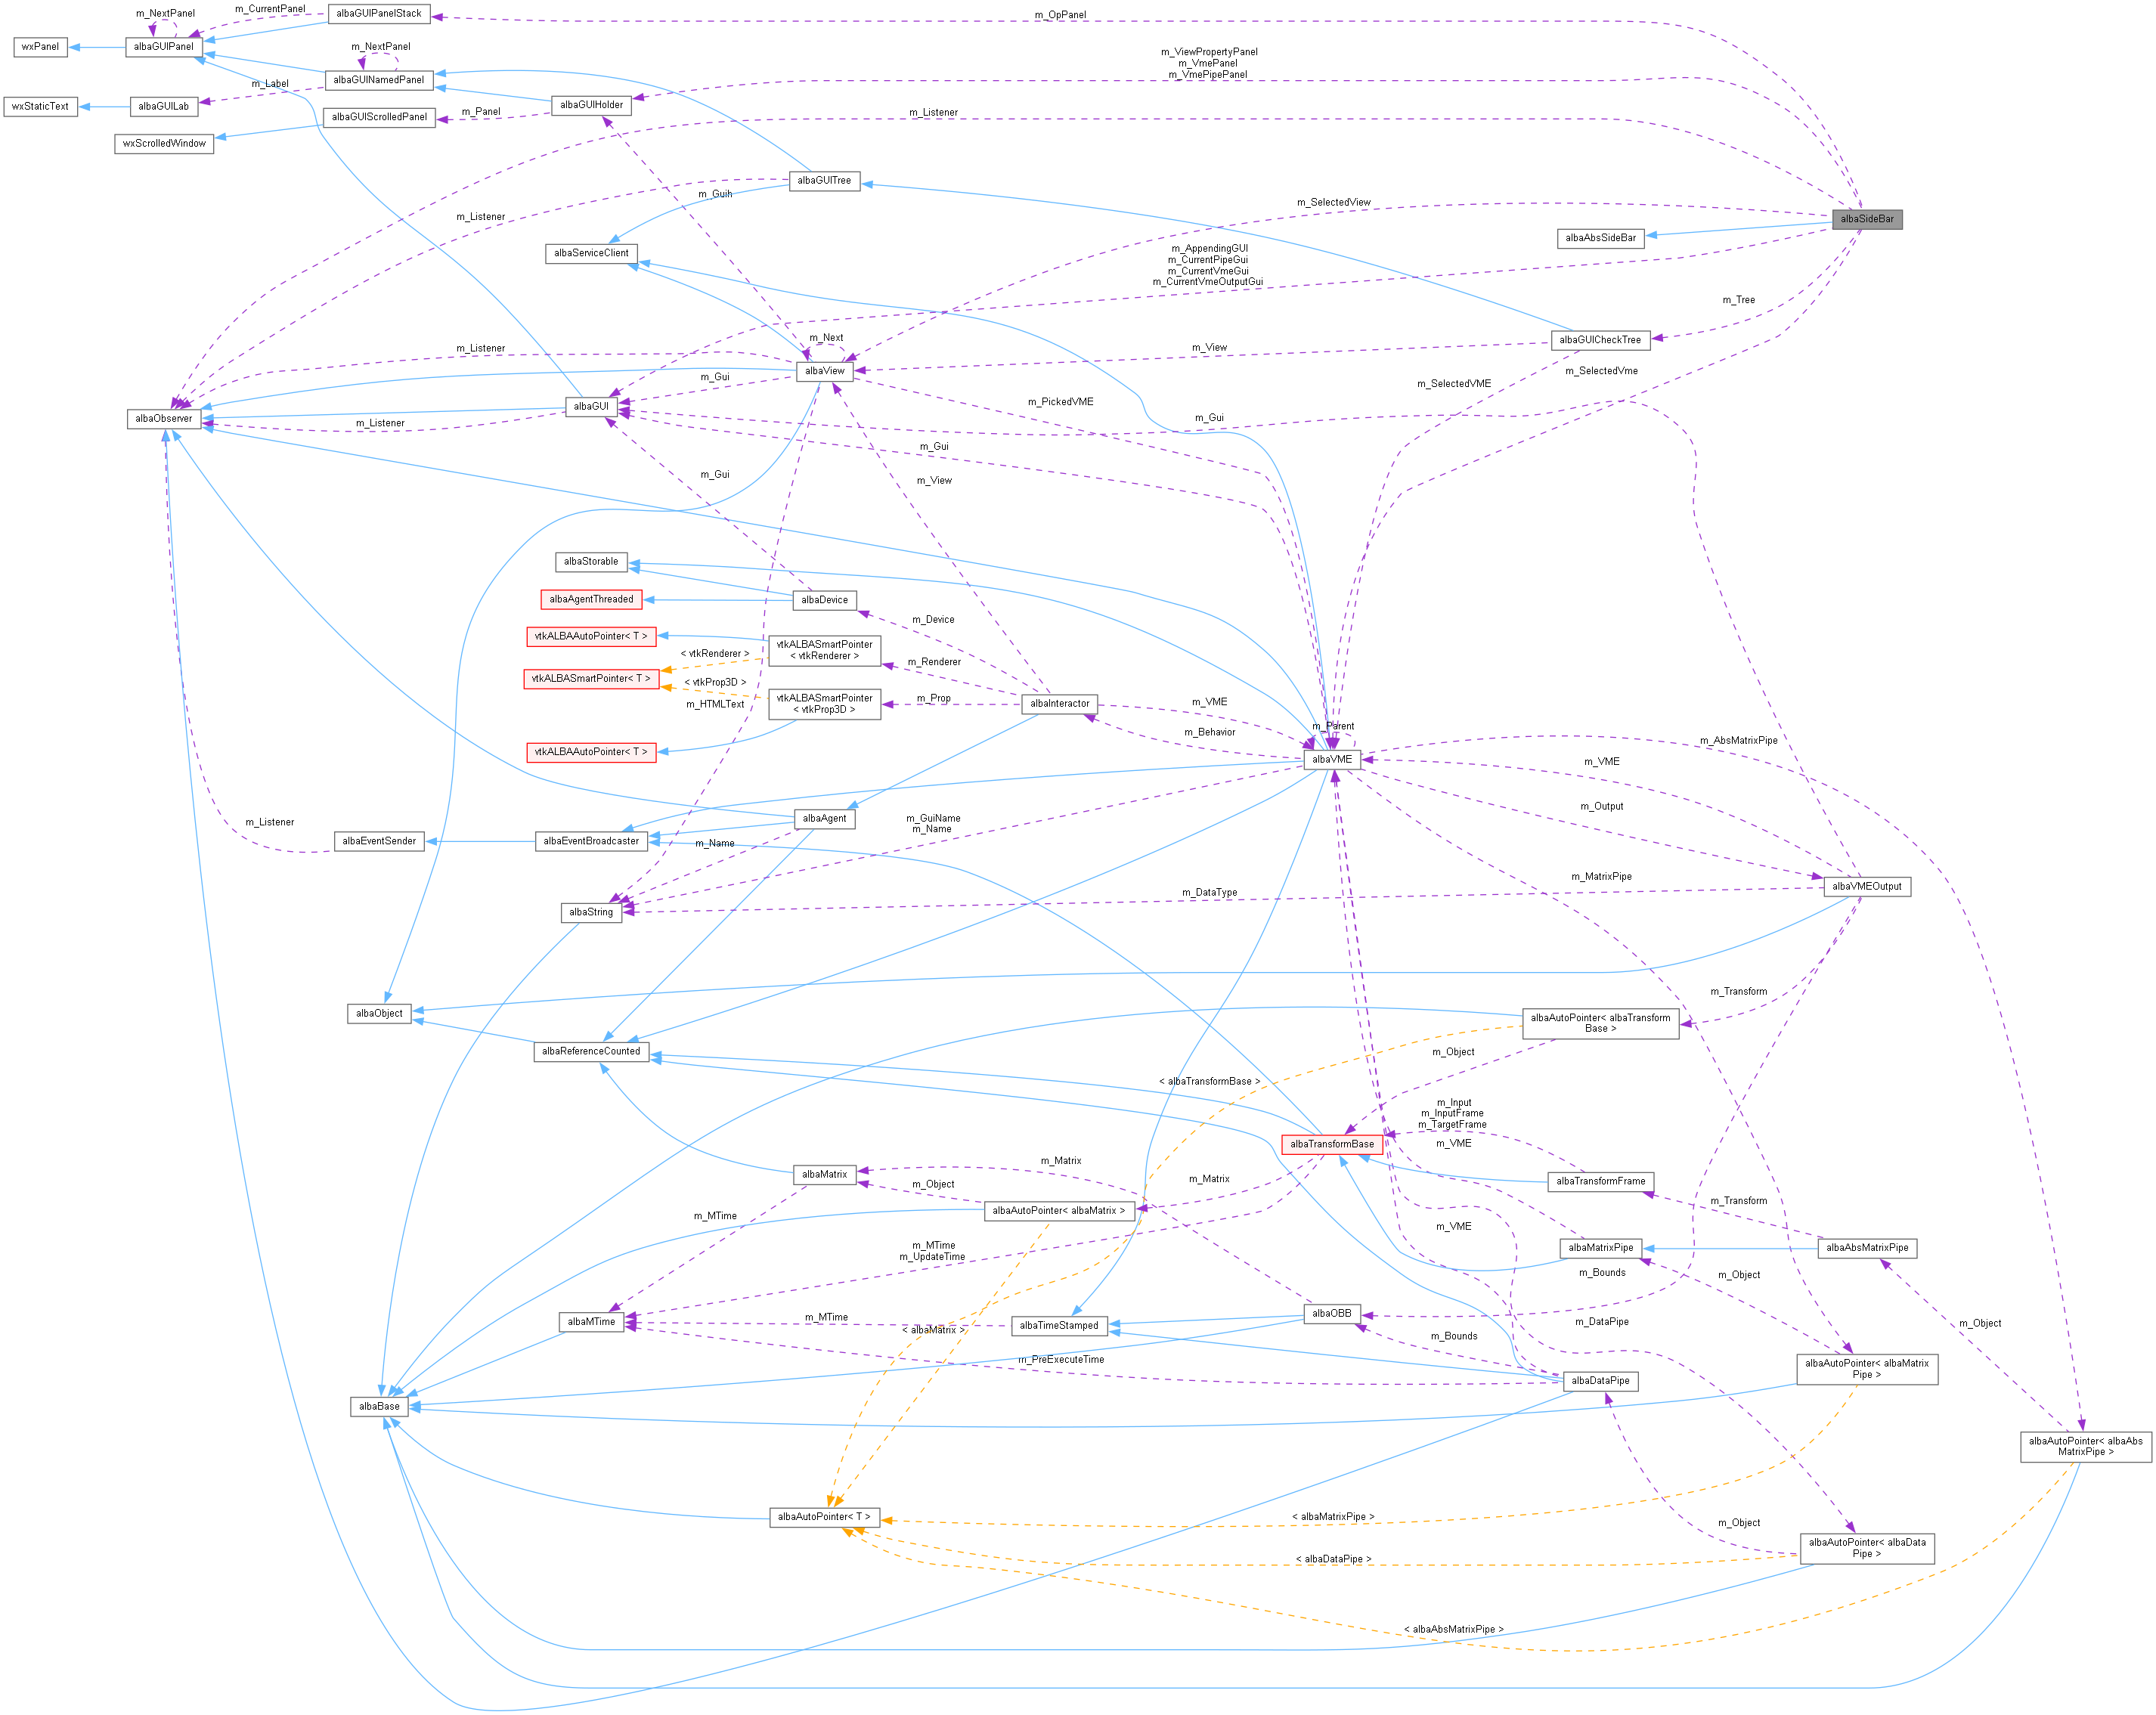 m_NextPanel
m_CurrentPanel
albaGUIPanelStack
m_OpPanel
wxPanel
albaGUIPanel
m_NextPanel
m_ViewPropertyPanel
m_VmePanel
m_VmePipePanel
albaGUINamedPanel
m_Label
wxStaticText
albaGUILab
albaGUIHolder
m_Panel
m_Listener
albaGUIScrolledPanel
wxScrolledWindow
albaGUITree
m_Guih
m_SelectedView
m_Listener
albaSideBar
albaAbsSideBar
albaServiceClient
m_AppendingGUI
m_CurrentPipeGui
m_CurrentVmeGui
m_CurrentVmeOutputGui
m_Tree
m_Next
albaGUICheckTree
m_Listener
m_View
albaView
m_Gui
m_SelectedVME
m_SelectedVme
m_PickedVME
albaGUI
albaObserver
m_Listener
m_Gui
m_Gui
m_Gui
m_View
albaStorable
albaAgentThreaded
albaDevice
m_Device
vtkALBAAutoPointer< T >
vtkALBASmartPointer
< vtkRenderer >
< vtkRenderer >
m_Renderer
vtkALBASmartPointer< T >
< vtkProp3D >
vtkALBASmartPointer
< vtkProp3D >
m_Prop
albaInteractor
m_VME
m_HTMLText
m_Behavior
m_Parent
m_AbsMatrixPipe
vtkALBAAutoPointer< T >
albaVME
m_VME
m_Output
albaAgent
m_GuiName
m_Name
m_Listener
albaEventSender
albaEventBroadcaster
m_Name
m_MatrixPipe
albaVMEOutput
m_DataType
albaString
m_Transform
albaObject
albaAutoPointer< albaTransform
Base >
albaReferenceCounted
m_Object
< albaTransformBase >
m_Input
m_InputFrame
m_TargetFrame
albaTransformBase
m_VME
m_Matrix
albaMatrix
m_Object
m_Matrix
albaTransformFrame
m_Transform
albaAutoPointer< albaMatrix >
m_MTime
m_VME
m_MTime
m_UpdateTime
albaMatrixPipe
albaAbsMatrixPipe
m_Bounds
m_Object
albaOBB
albaMTime
m_MTime
albaTimeStamped
< albaMatrix >
m_DataPipe
m_Object
m_Bounds
m_PreExecuteTime
albaAutoPointer< albaMatrix
Pipe >
albaDataPipe
albaBase
albaAutoPointer< albaAbs
MatrixPipe >
albaAutoPointer< T >
< albaMatrixPipe >
m_Object
albaAutoPointer< albaData
Pipe >
< albaDataPipe >
< albaAbsMatrixPipe >